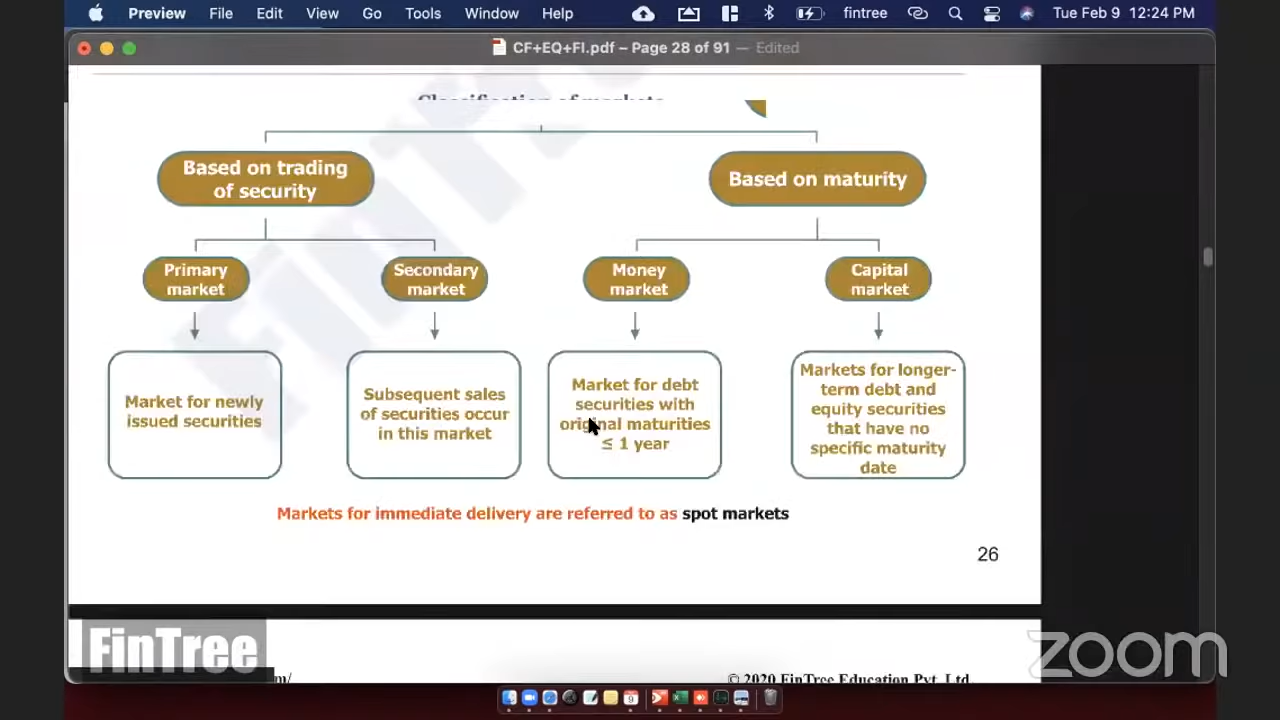 Preview File Edit View Go Tools Window Help fintree Tue Feb 9 12:24 PM
CF+EQ+FI.pdf – Page 28 of 91 — Edited
Classification of markets
Based on trading
of security
Based on maturity
Primary
market
Secondary
market
Money
market
Capital
market
Market for newly
issued securities
Subsequent sales
of securities occur
in this market
Market for debt
securities with
original maturities
≤ 1 year
Markets for longer-
term debt and
equity securities
that have no
specific maturity
date
Markets for immediate delivery are referred to as spot markets
26
FinTree
m/
© 2020 FinTree Education Pvt. Ltd.
zoom